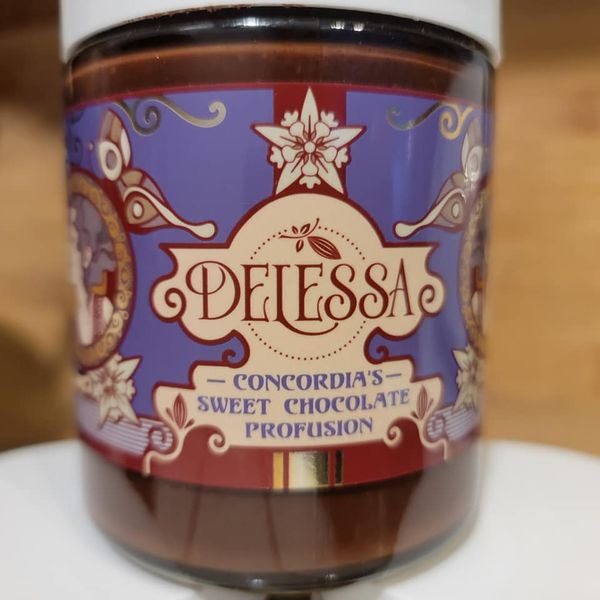 DELESSA
— CONCORDIA'S —
SWEET CHOCOLATE
PROFUSION